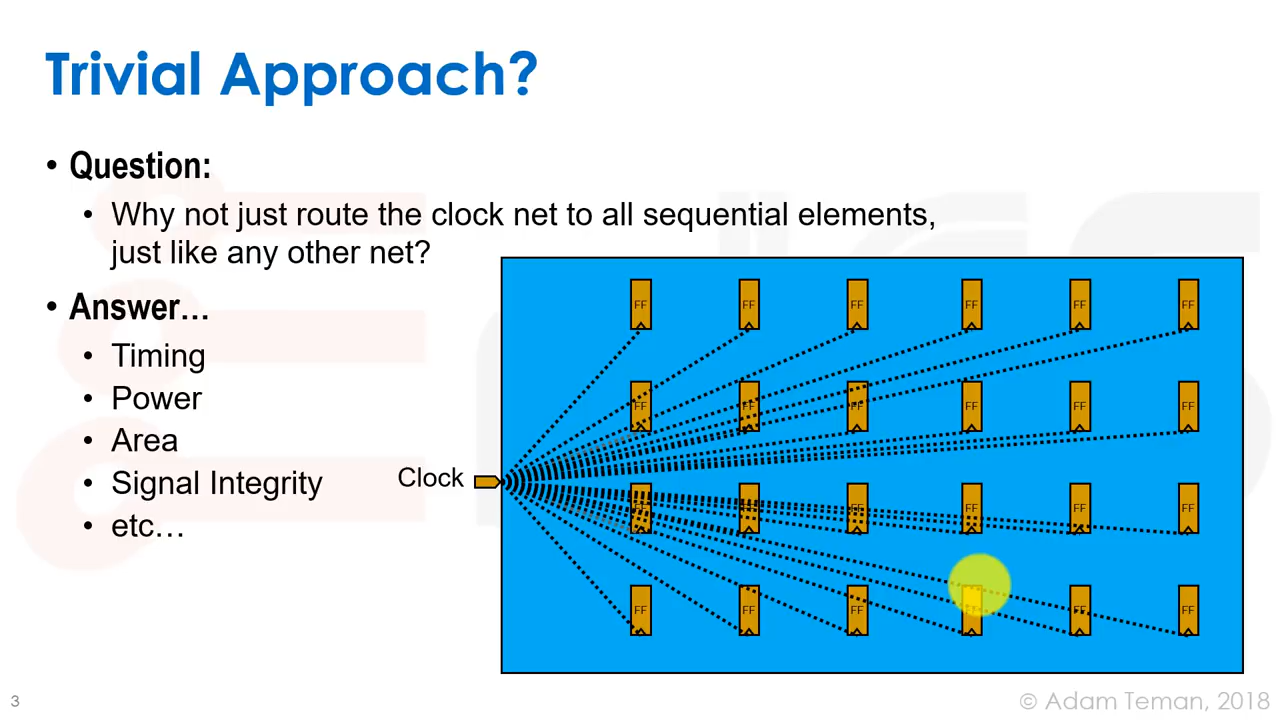 Trivial Approach?
• Question:
• Why not just route the clock net to all sequential elements,
just like any other net?
• Answer…
• Timing
• Power
• Area
• Signal Integrity
• etc…
Clock
FF FF FF FF FF FF
FF FF FF FF FF FF
FF FF FF FF FF FF
FF FF FF FF FF FF
3
© Adam Teman, 2018